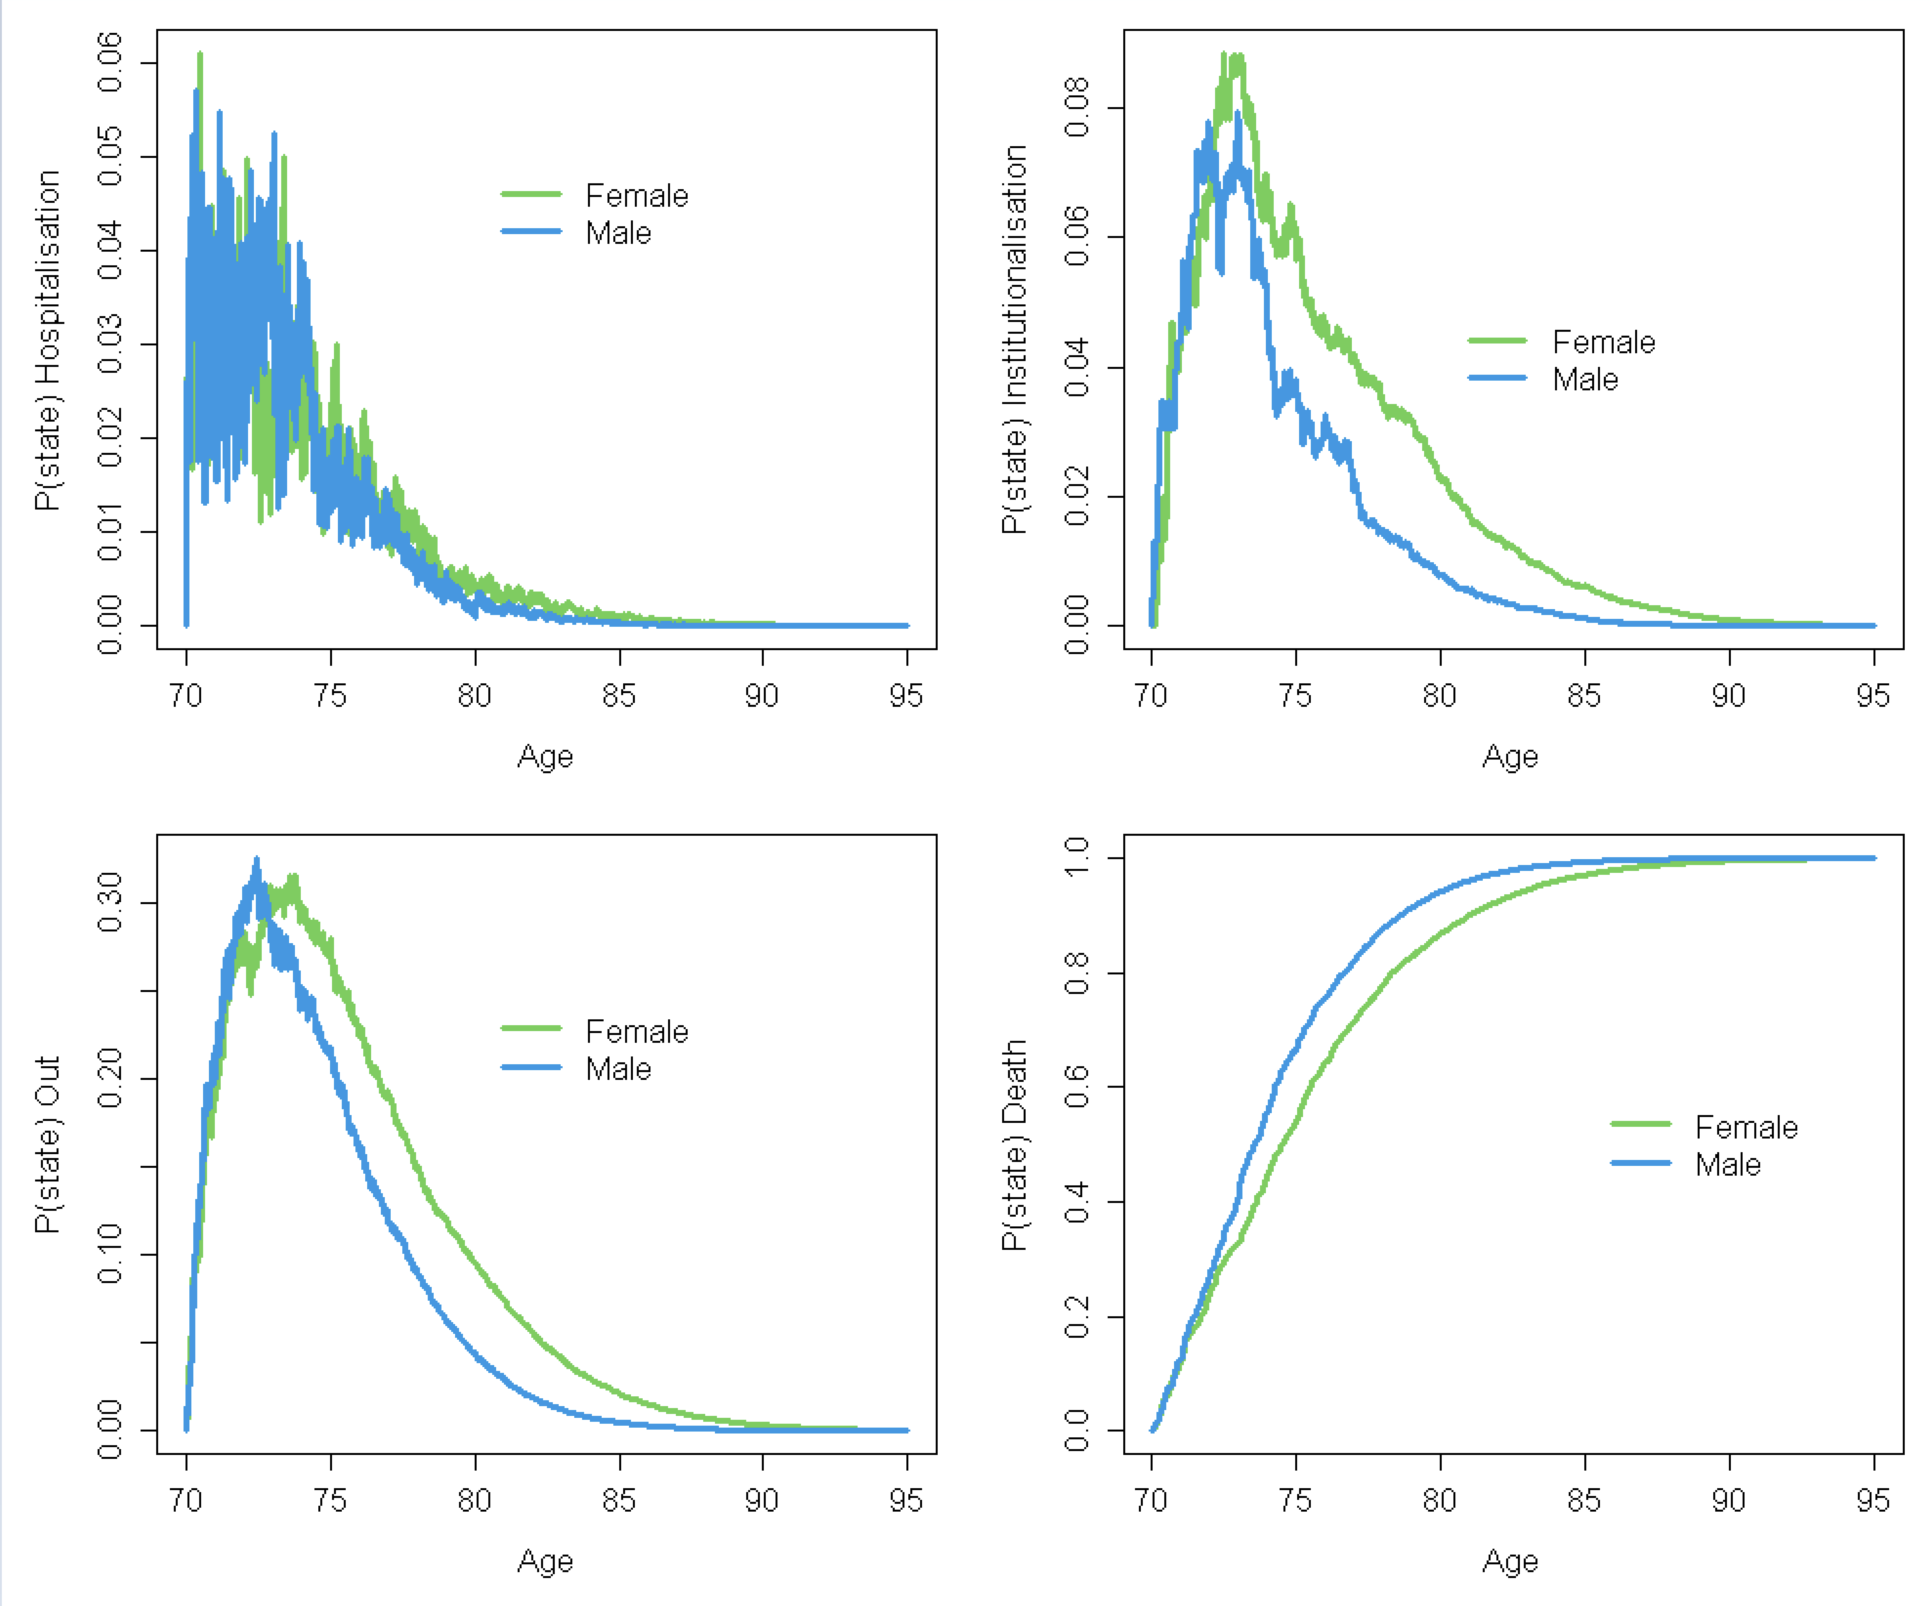 P(state) Hospitalisation
0.00 0.01 0.02 0.03 0.04 0.05 0.06
Female
Male
70 75 80 85 90 95
Age
P(state) Institutionalisation
0.00 0.02 0.04 0.06 0.08
Female
Male
70 75 80 85 90 95
Age
P(state) Out
0.00 0.10 0.20 0.30
Female
Male
70 75 80 85 90 95
Age
P(state) Death
0.0 0.2 0.4 0.6 0.8 1.0
Female
Male
70 75 80 85 90 95
Age